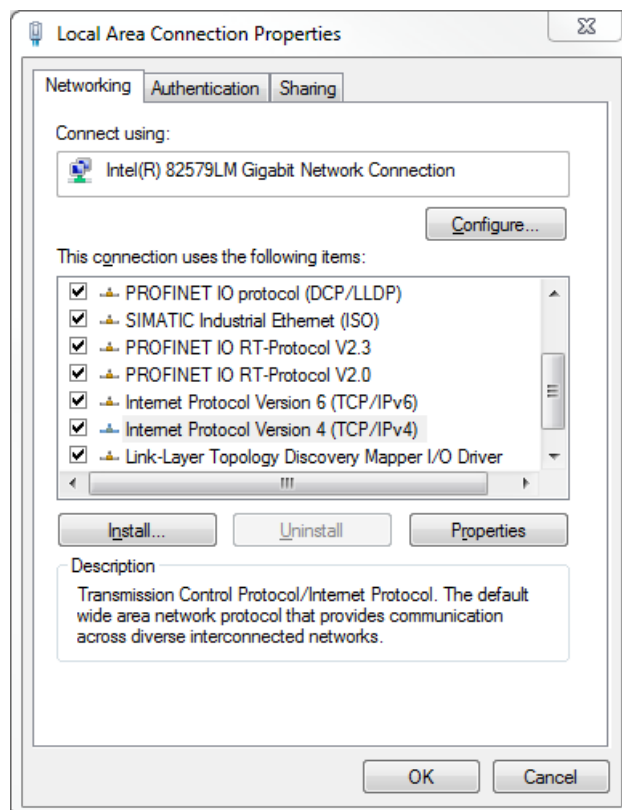 Local Area Connection Properties
Networking Authentication Sharing
Connect using:
Intel(R) 82579LM Gigabit Network Connection
Configure...
This connection uses the following items:
PROFINET IO protocol (DCP/LLDP)
SIMATIC Industrial Ethernet (ISO)
PROFINET IO RT-Protocol V2.3
PROFINET IO RT-Protocol V2.0
Internet Protocol Version 6 (TCP/IPv6)
Internet Protocol Version 4 (TCP/IPv4)
Link-Layer Topology Discovery Mapper I/O Driver
Install... Uninstall Properties
Description
Transmission Control Protocol/Internet Protocol. The default
wide area network protocol that provides communication
across diverse interconnected networks.
OK Cancel